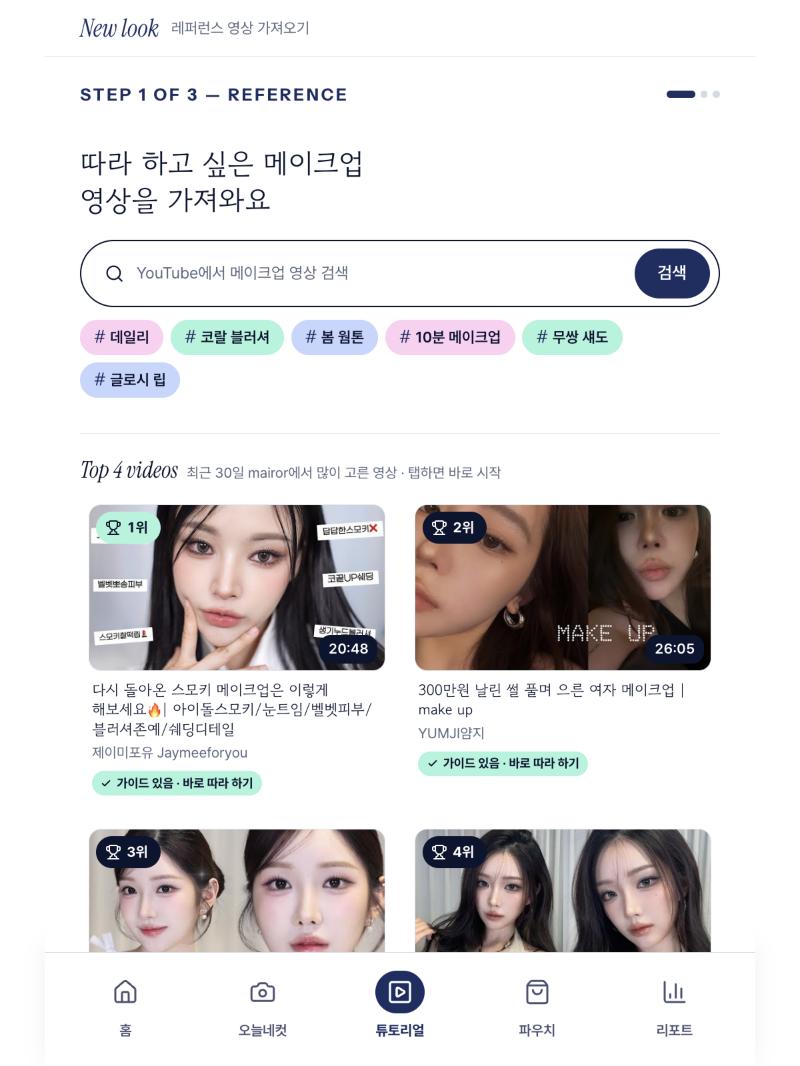 New look 레퍼런스 영상 가져오기
STEP 1 OF 3 — REFERENCE
따라 하고 싶은 메이크업
영상을 가져와요
YouTube에서 메이크업 영상 검색
검색
# 데일리
# 코랄 블러셔
# 봄 웜톤
# 10분 메이크업
# 무쌍 섀도
# 글로시 립
Top 4 videos 최근 30일 mairor에서 많이 고른 영상 · 탭하면 바로 시작
1위
답답한스모키❌
벨벳뽀송피부
코끝UP쉐딩
스모키찰떡립💄
생기누드블러셔
20:48
다시 돌아온 스모키 메이크업은 이렇게
해보세요🔥| 아이돌스모키/눈트임/벨벳피부/
블러셔존예/쉐딩디테일
제이미포유 Jaymeeforyou
✓ 가이드 있음 · 바로 따라 하기
2위
MAKE UP
26:05
300만원 날린 썰 풀며 으른 여자 메이크업 |
make up
YUMJI얌지
✓ 가이드 있음 · 바로 따라 하기
3위
4위
홈
오늘네컷
튜토리얼
파우치
리포트